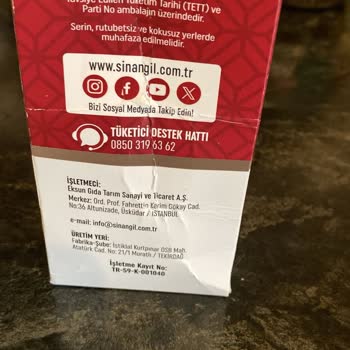 Tavsiye Edilen Tüketim Tarihi (TETT) ve
Parti No ambalajın üzerindedir.
Serin, rutubetsiz ve kokusuz yerlerde
muhafaza edilmelidir.
www.sinangil.com.tr
Bizi Sosyal Medyada Takip Edin!
TÜKETİCİ DESTEK HATTI
0850 319 63 62
İŞLETMECİ:
Eksun Gıda Tarım Sanayi ve Ticaret A.Ş.
Merkez: Ord. Prof. Fahrettin Kerim Gökay Cad.
No:36 Altunizade, Üsküdar / İSTANBUL
e-mail: info@sinangil.com.tr
ÜRETİM YERİ:
Fabrika-Şube: İstiklal Kurtpınar OSB Mah.
Atatürk Cad. No: 21/1 Moratlı / TEKİRDAĞ
İşletme Kayıt No:
TR-59-K-001040